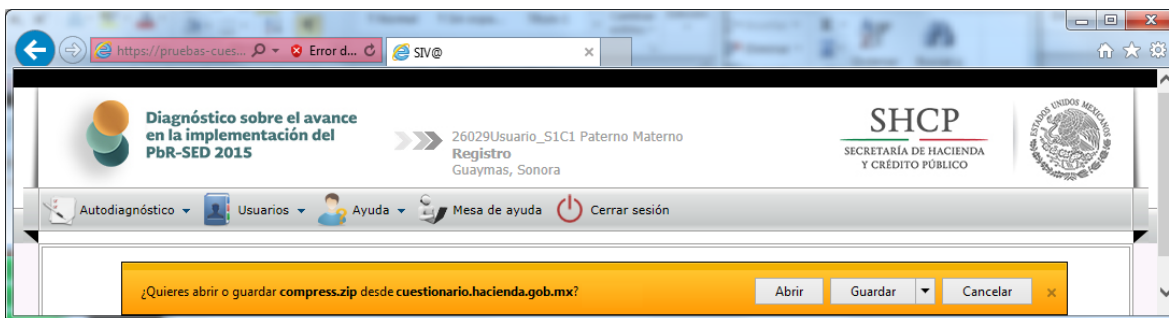 https://pruebas-cues... Error d... SIV@
Diagnóstico sobre el avance
en la implementación del
PbR-SED 2015
26029Usuario_S1C1 Paterno Materno
Registro
Guaymas, Sonora
SHCP
SECRETARÍA DE HACIENDA
Y CRÉDITO PÚBLICO
ESTADOS UNIDOS MEXICANOS
Autodiagnóstico Usuarios Ayuda Mesa de ayuda Cerrar sesión
¿Quieres abrir o guardar compress.zip desde cuestionario.hacienda.gob.mx? Abrir Guardar Cancelar